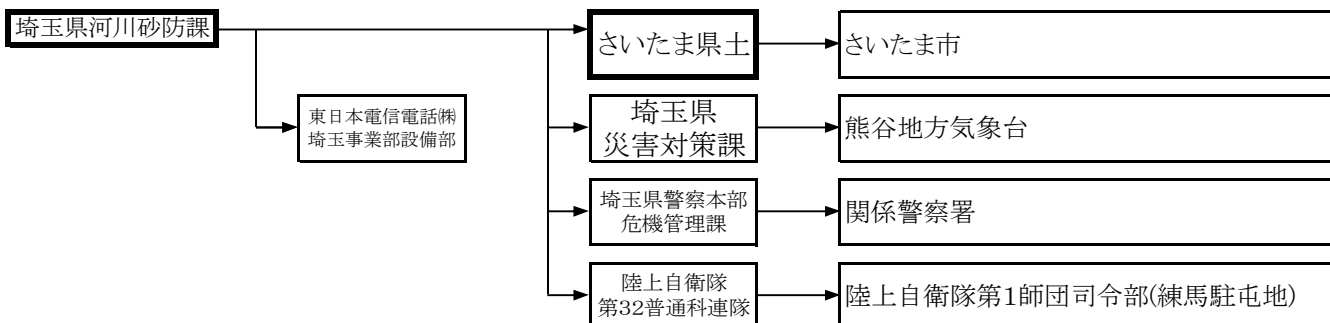 埼玉県河川砂防課
さいたま県土
さいたま市
東日本電信電話㈱
埼玉事業部設備部
埼玉県
災害対策課
熊谷地方気象台
埼玉県警察本部
危機管理課
関係警察署
陸上自衛隊
第32普通科連隊
陸上自衛隊第1師団司令部(練馬駐屯地)